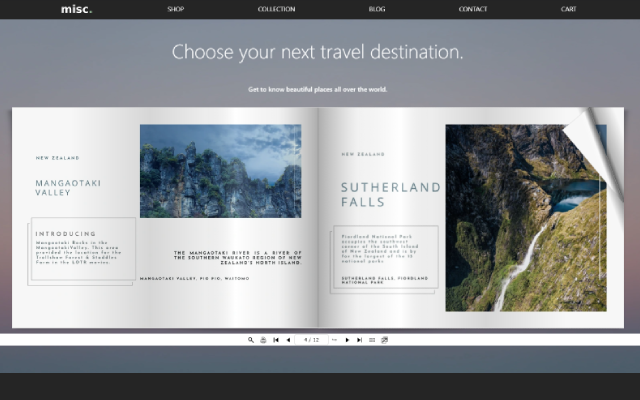 misc.
SHOP
COLLECTION
BLOG
CONTACT
CART
Choose your next travel destination.
Get to know beautiful places all over the world.
NEW ZEALAND
MANGAOTAKI
VALLEY
INTRODUCING
Mangaotaki Rocks in the
Mangaotaki Valley. This area
provided the location for the
Trollshaw Forest & Staddles
Farm in the LOTR movies.
THE MANGAOTAKI RIVER IS A RIVER OF
THE SOUTHERN WAIKATO REGION OF NEW
ZEALAND'S NORTH ISLAND.
MANGAOTAKI VALLEY, PIO PIO, WAITOMO
NEW ZEALAND
SUTHERLAND
FALLS
Fiordland National Park
occupies the southwest
corner of the South Island
of New Zealand and is by
far the largest of the 13
national parks
SUTHERLAND FALLS, FIORDLAND
NATIONAL PARK